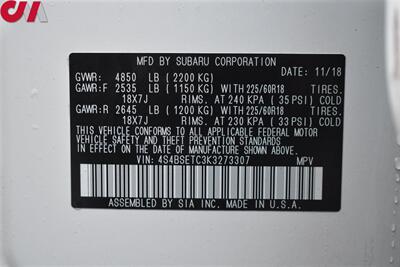 MFD BY SUBARU CORPORATION
GVWR: 4850 LB (2200 KG) DATE: 11/18
GAWR:F 2535 LB (1150 KG) WITH 225/60R18 TIRES.
18X7J RIMS. AT 240 KPA (35 PSI) COLD
GAWR:R 2645 LB (1200 KG) WITH 225/60R18 TIRES.
18X7J RIMS. AT 230 KPA (33 PSI) COLD
THIS VEHICLE CONFORMS TO ALL APPLICABLE FEDERAL MOTOR
VEHICLE SAFETY AND THEFT PREVENTION STANDARDS IN EFFECT
ON THE DATE OF MANUFACTURE SHOWN ABOVE.
VIN: 4S4BSETC3K3273307 MPV
ASSEMBLED BY SIA INC. MADE IN U.S.A.